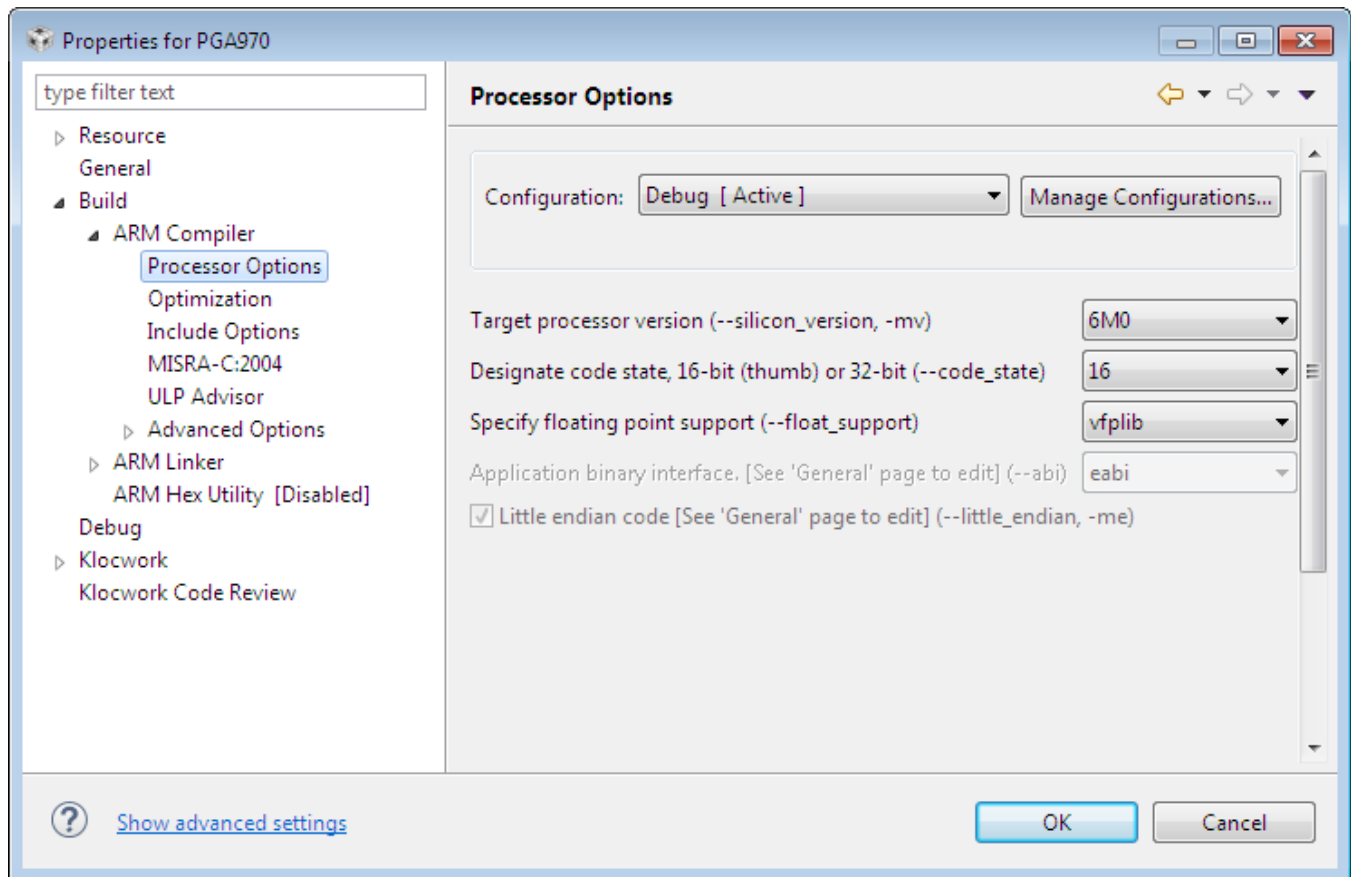 Properties for PGA970
type filter text
Resource
General
Build
ARM Compiler
Processor Options
Optimization
Include Options
MISRA-C:2004
ULP Advisor
Advanced Options
ARM Linker
ARM Hex Utility [Disabled]
Debug
Klocwork
Klocwork Code Review
Processor Options
Configuration: Debug [ Active ] Manage Configurations...
Target processor version (--silicon_version, -mv) 6M0
Designate code state, 16-bit (thumb) or 32-bit (--code_state) 16
Specify floating point support (--float_support) vfplib
Application binary interface. [See 'General' page to edit] (--abi) eabi
Little endian code [See 'General' page to edit] (--little_endian, -me)
? Show advanced settings OK Cancel